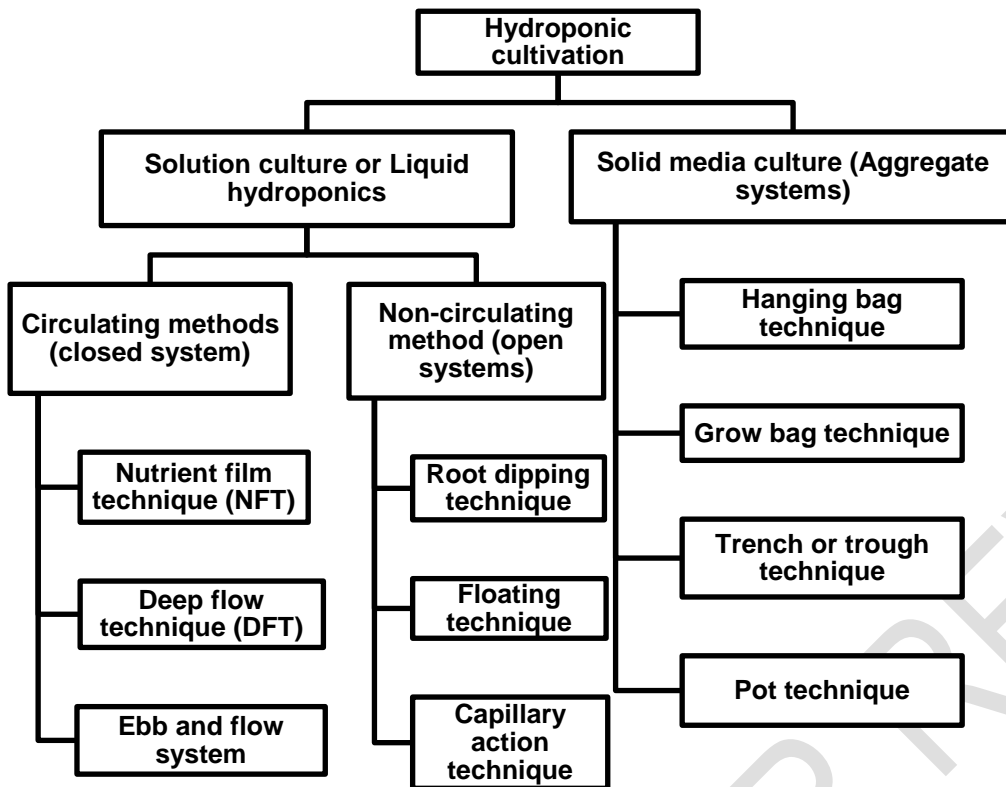 Hydroponic
cultivation
Solution culture or Liquid
hydroponics
Solid media culture (Aggregate
systems)
Circulating methods
(closed system)
Non-circulating
method (open
systems)
Nutrient film
technique (NFT)
Deep flow
technique (DFT)
Ebb and flow
system
Root dipping
technique
Floating
technique
Capillary
action
technique
Hanging bag
technique
Grow bag technique
Trench or trough
technique
Pot technique